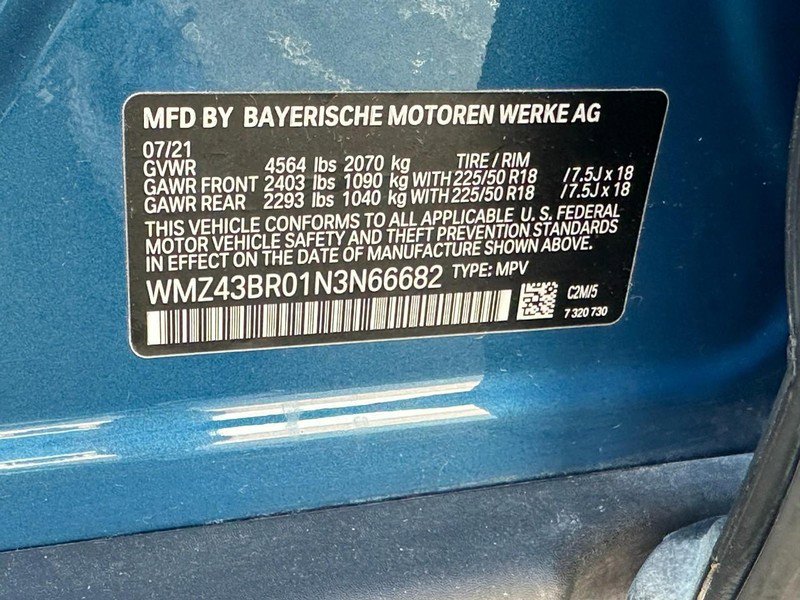 MFD BY BAYERISCHE MOTOREN WERKE AG
07/21
GVWR 4564 lbs 2070 kg TIRE / RIM
GAWR FRONT 2403 lbs 1090 kg WITH 225/50 R18 / 7.5J x 18
GAWR REAR 2293 lbs 1040 kg WITH 225/50 R18 / 7.5J x 18
THIS VEHICLE CONFORMS TO ALL APPLICABLE U. S. FEDERAL
MOTOR VEHICLE SAFETY AND THEFT PREVENTION STANDARDS
IN EFFECT ON THE DATE OF MANUFACTURE SHOWN ABOVE.
WMZ43BR01N3N66682 TYPE: MPV
C2M/5
7 320 730